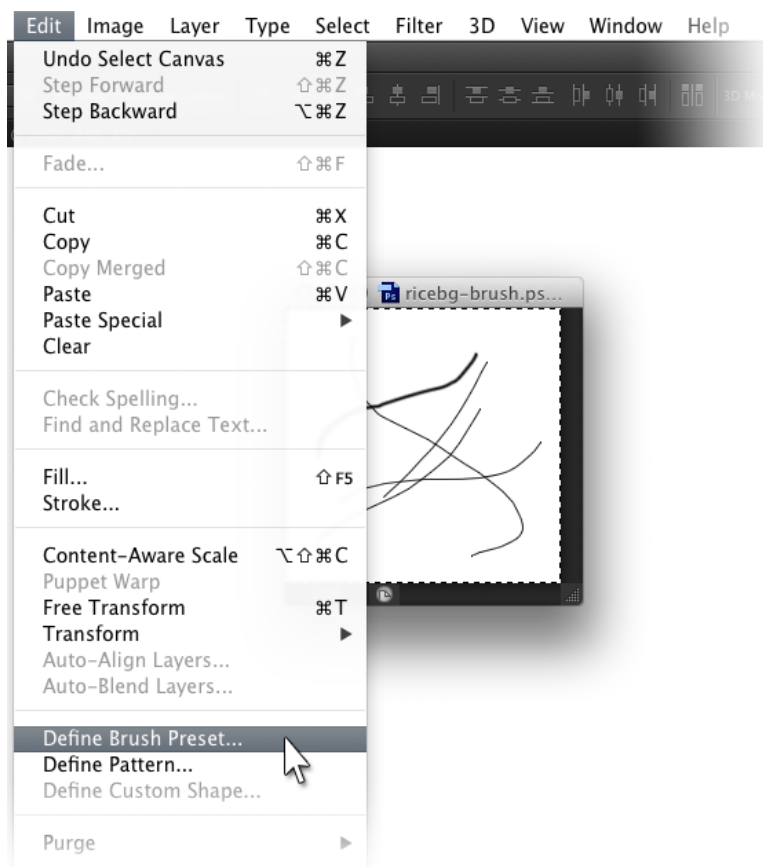 Edit Image Layer Type Select Filter 3D View Window Help
Undo Select Canvas ⌘Z
Step Forward ⇧⌘Z
Step Backward ⌥⌘Z
3D M
Fade... ⇧⌘F
Cut ⌘X
Copy ⌘C
Copy Merged ⇧⌘C
Paste ⌘V
ricebg-brush.ps...
Paste Special ▶
Clear
Check Spelling...
Find and Replace Text...
Fill... ⇧F5
Stroke...
Content-Aware Scale ⌥⇧⌘C
Puppet Warp
Free Transform ⌘T
Transform ▶
Auto-Align Layers...
Auto-Blend Layers...
Define Brush Preset...
Define Pattern...
Define Custom Shape...
Purge ▶